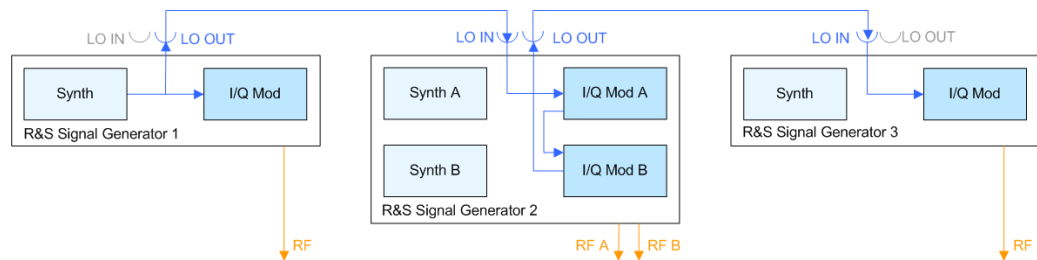 LO IN LO OUT
Synth
I/Q Mod
R&S Signal Generator 1
RF
LO IN LO OUT
Synth A
I/Q Mod A
Synth B
I/Q Mod B
R&S Signal Generator 2
RF A RF B
LO IN LO OUT
Synth
I/Q Mod
R&S Signal Generator 3
RF